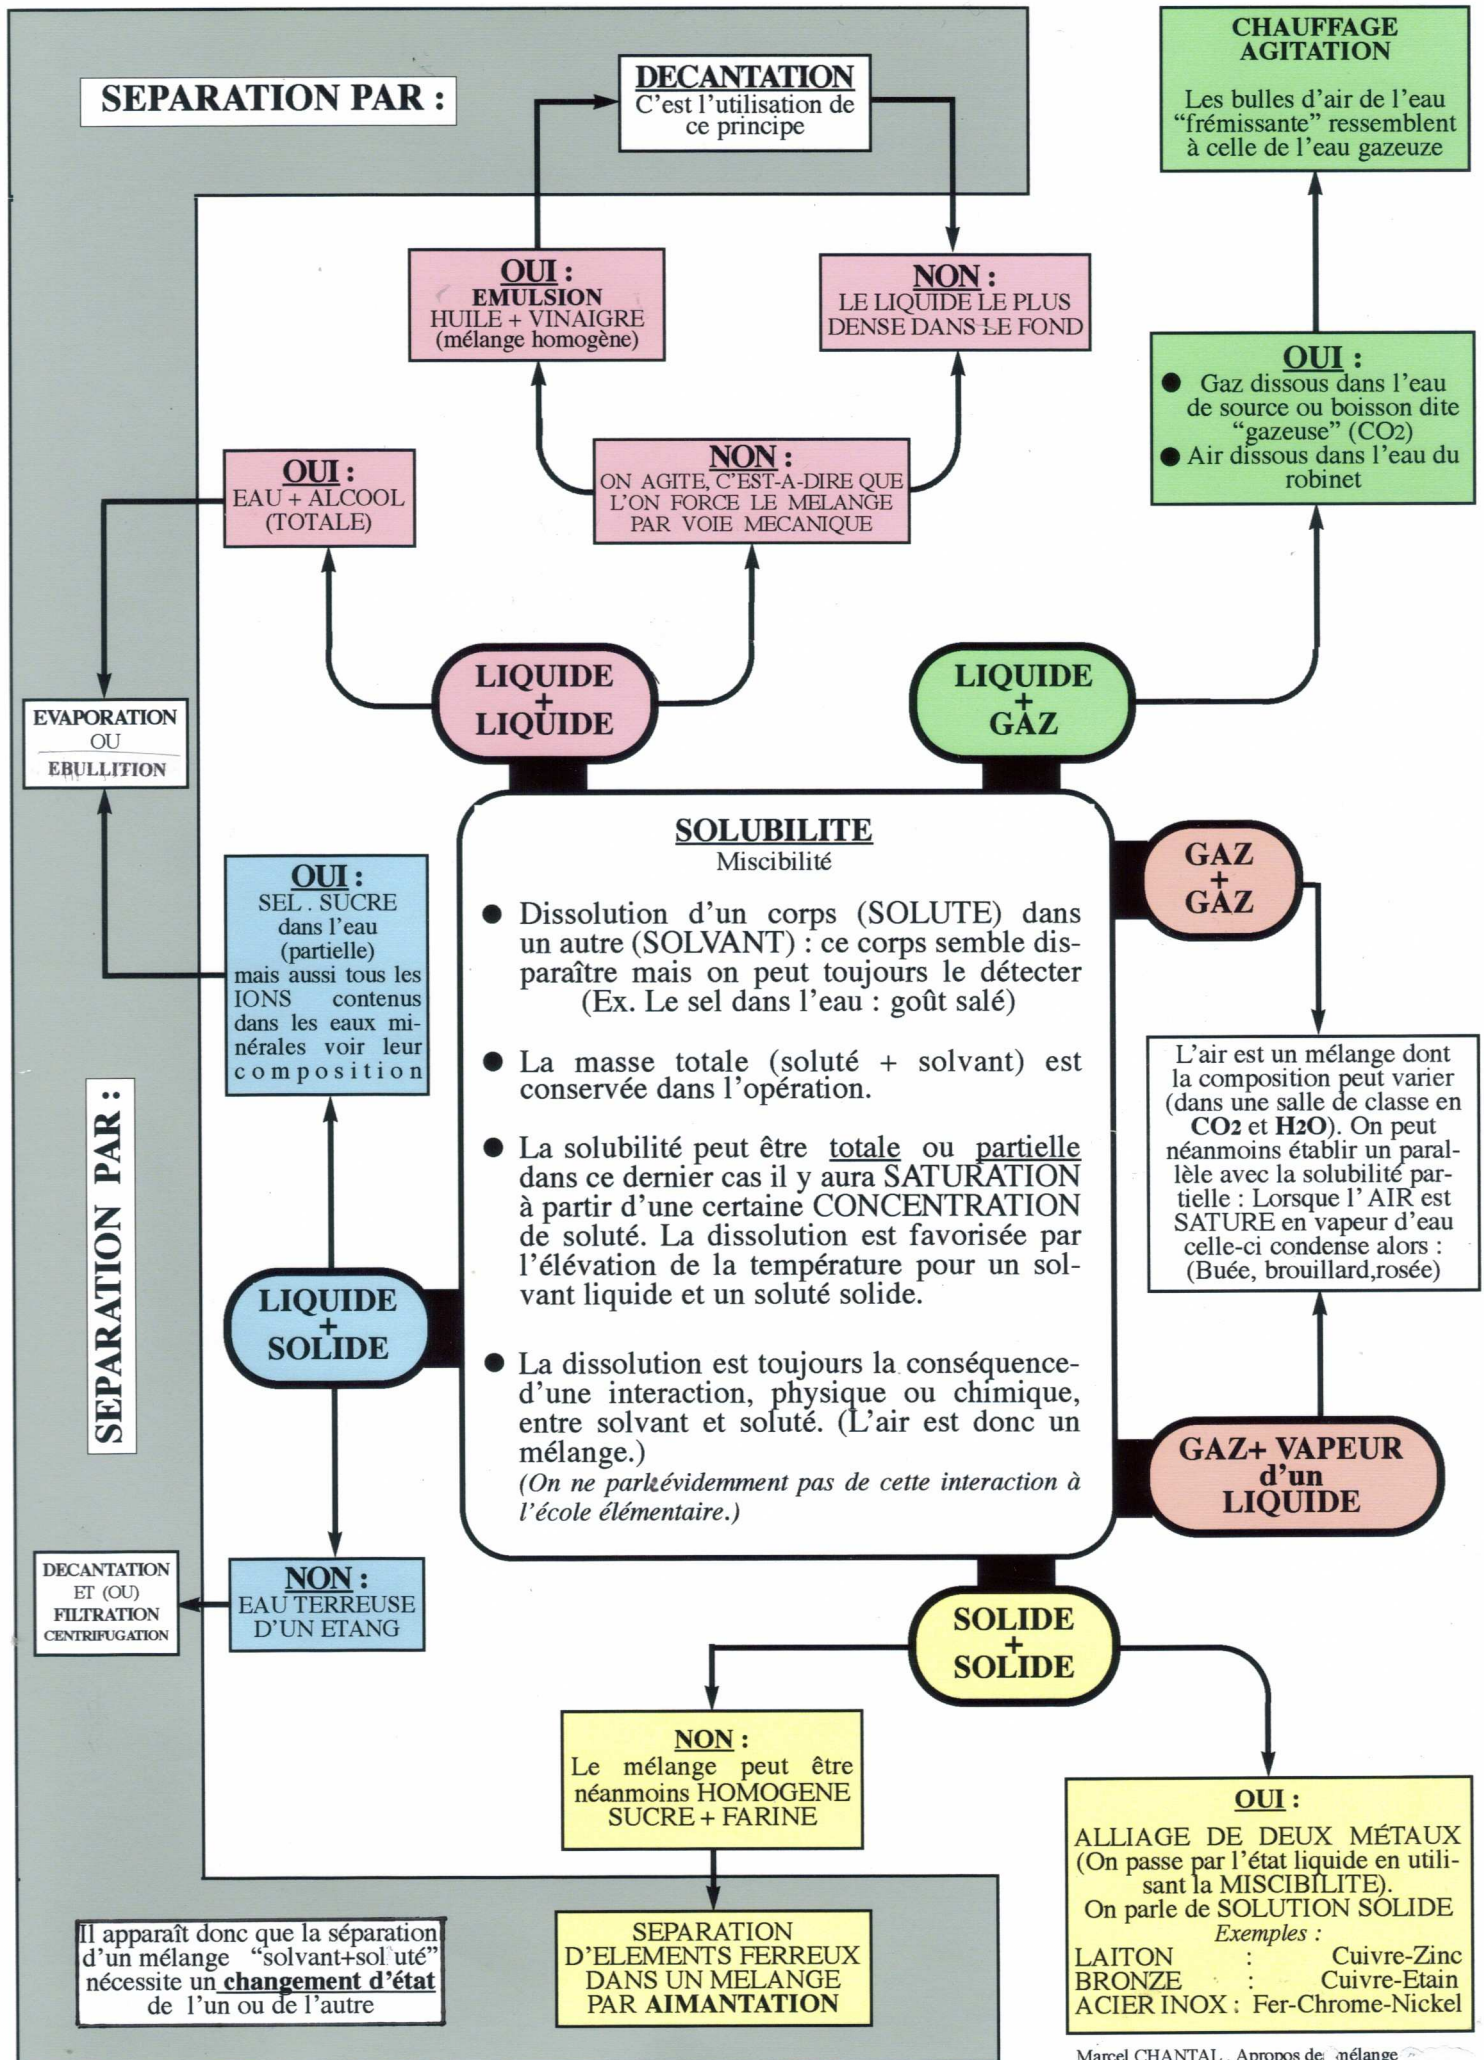 SEPARATION PAR :
DECANTATION
C'est l'utilisation de
ce principe
CHAUFFAGE
AGITATION
Les bulles d'air de l'eau
“frémissante” ressemblent
à celle de l'eau gazeuze
OUI :
EMULSION
HUILE + VINAIGRE
(mélange homogène)
NON :
LE LIQUIDE LE PLUS
DENSE DANS LE FOND
OUI :
● Gaz dissous dans l'eau
de source ou boisson dite
“gazeuse” (CO2)
● Air dissous dans l'eau du
robinet
OUI :
EAU + ALCOOL
(TOTALE)
NON :
ON AGITE, C'EST-A-DIRE QUE
L'ON FORCE LE MELANGE
PAR VOIE MECANIQUE
LIQUIDE
+
LIQUIDE
LIQUIDE
+
GAZ
EVAPORATION
OU
EBULLITION
GAZ
+
GAZ
OUI :
SEL . SUCRE
dans l'eau
(partielle)
mais aussi tous les
IONS contenus
dans les eaux mi-
nérales voir leur
composition
SOLUBILITE
Miscibilité
● Dissolution d'un corps (SOLUTE) dans
un autre (SOLVANT) : ce corps semble dis-
paraître mais on peut toujours le détecter
(Ex. Le sel dans l'eau : goût salé)
● La masse totale (soluté + solvant) est
conservée dans l'opération.
● La solubilité peut être totale ou partielle
dans ce dernier cas il y aura SATURATION
à partir d'une certaine CONCENTRATION
de soluté. La dissolution est favorisée par
l'élévation de la température pour un sol-
vant liquide et un soluté solide.
● La dissolution est toujours la conséquence-
d'une interaction, physique ou chimique,
entre solvant et soluté. (L'air est donc un
mélange.)
(On ne parle évidemment pas de cette interaction à
l'école élémentaire.)
L'air est un mélange dont
la composition peut varier
(dans une salle de classe en
CO2 et H2O). On peut
néanmoins établir un paral-
lèle avec la solubilité par-
tielle : Lorsque l'AIR est
SATURE en vapeur d'eau
celle-ci condense alors :
(Buée, brouillard,rosée)
SEPARATION PAR :
LIQUIDE
+
SOLIDE
GAZ+ VAPEUR
d'un
LIQUIDE
DECANTATION
ET (OU)
FILTRATION
CENTRIFUGATION
NON :
EAU TERREUSE
D'UN ETANG
SOLIDE
+
SOLIDE
NON :
Le mélange peut être
néanmoins HOMOGENE
SUCRE + FARINE
OUI :
ALLIAGE DE DEUX MÉTAUX
(On passe par l'état liquide en utili-
sant la MISCIBILITE).
On parle de SOLUTION SOLIDE
Exemples :
LAITON : Cuivre-Zinc
BRONZE : Cuivre-Etain
ACIER INOX : Fer-Chrome-Nickel
Il apparaît donc que la séparation
d'un mélange “solvant+sol uté”
nécessite un changement d'état
de l'un ou de l'autre
SEPARATION
D'ELEMENTS FERREUX
DANS UN MELANGE
PAR AIMANTATION
Marcel CHANTAL . Apropos de mélange